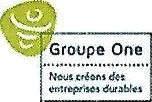 Groupe One
Nous créons des
entreprises durables